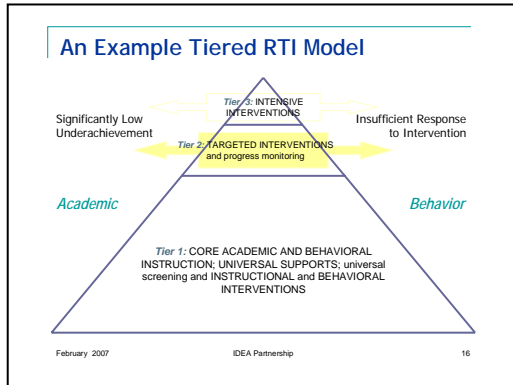 An Example Tiered RTI Model
Tier 3: INTENSIVE
INTERVENTIONS
Significantly Low
Underachievement
Insufficient Response
to Intervention
Tier 2: TARGETED INTERVENTIONS
and progress monitoring
Academic
Behavior
Tier 1: CORE ACADEMIC AND BEHAVIORAL
INSTRUCTION; UNIVERSAL SUPPORTS; universal
screening and INSTRUCTIONAL and BEHAVIORAL
INTERVENTIONS
February 2007
IDEA Partnership
16